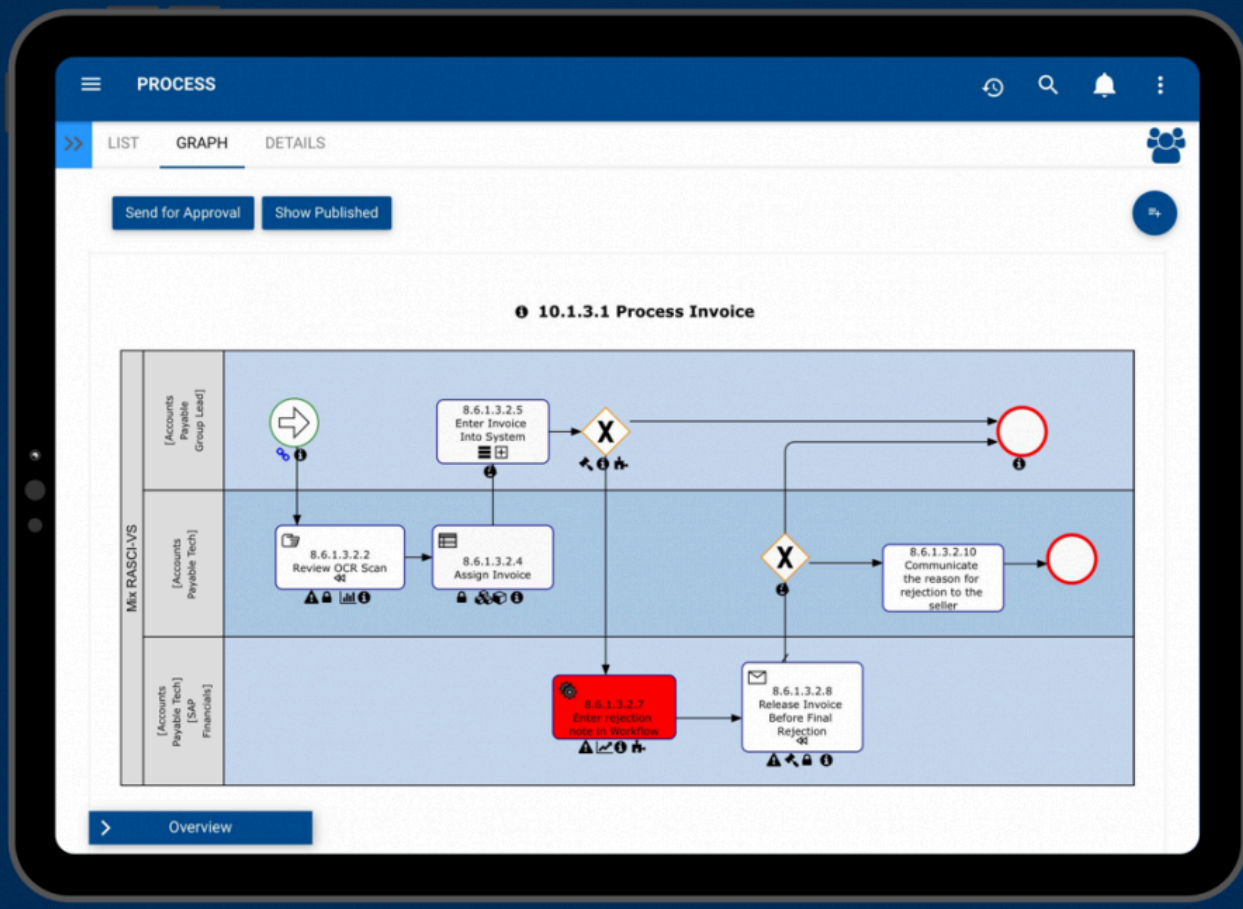 PROCESS
LIST
GRAPH
DETAILS
Send for Approval
Show Published
10.1.3.1 Process Invoice
Mix RASCI-VS
[Accounts
Payable
Group Lead]
8.6.1.3.2.5
Enter Invoice
Into System
X
[Accounts
Payable Tech]
8.6.1.3.2.2
Review OCR Scan
8.6.1.3.2.4
Assign Invoice
X
8.6.1.3.2.10
Communicate
the reason for
rejection to the
seller
[Accounts
Payable Tech]
[SAP
Financials]
8.6.1.3.2.7
Enter rejection
note in Workflow
8.6.1.3.2.8
Release Invoice
Before Final
Rejection
Overview